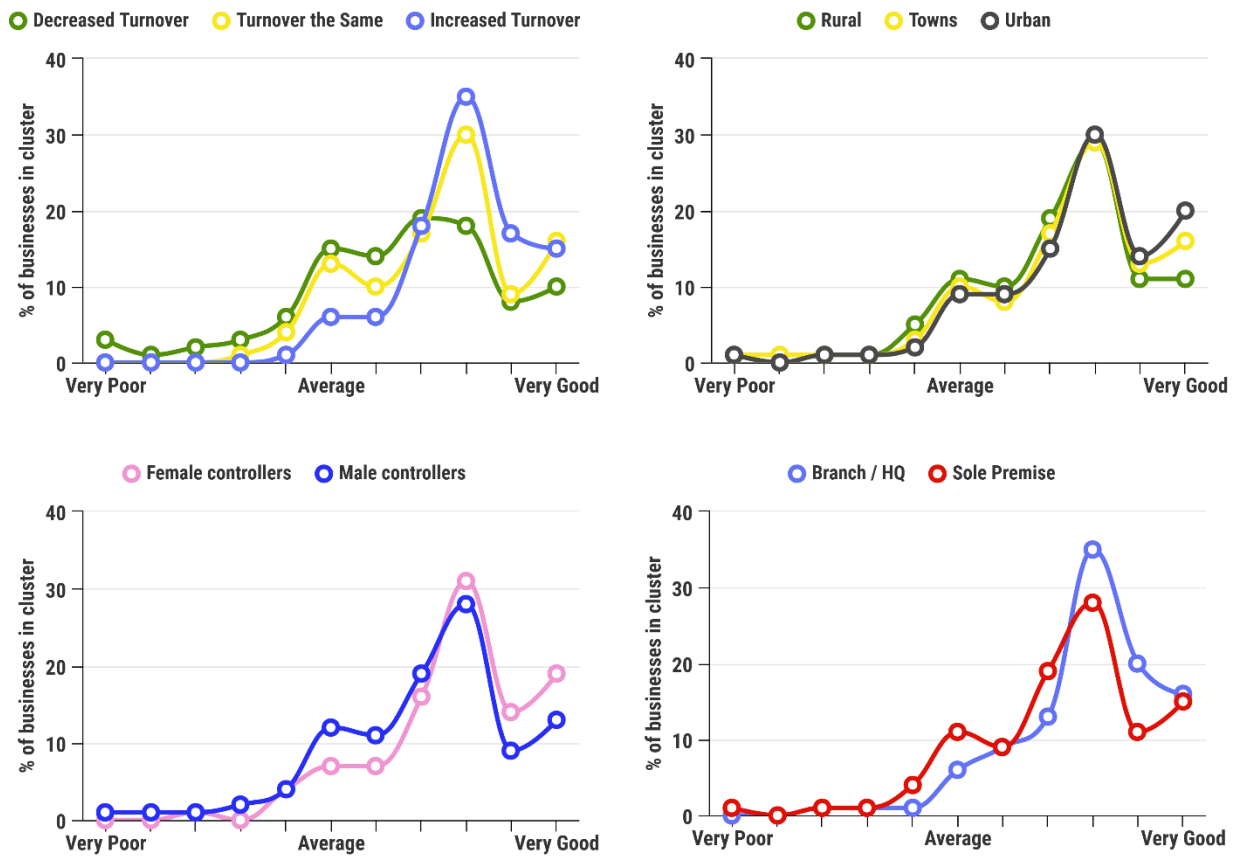 Decreased Turnover Turnover the Same Increased Turnover
% of businesses in cluster
40
30
20
10
0
Very Poor Average Very Good
Rural Towns Urban
% of businesses in cluster
40
30
20
10
0
Very Poor Average Very Good
Female controllers Male controllers
% of businesses in cluster
40
30
20
10
0
Very Poor Average Very Good
Branch / HQ Sole Premise
% of businesses in cluster
40
30
20
10
0
Very Poor Average Very Good